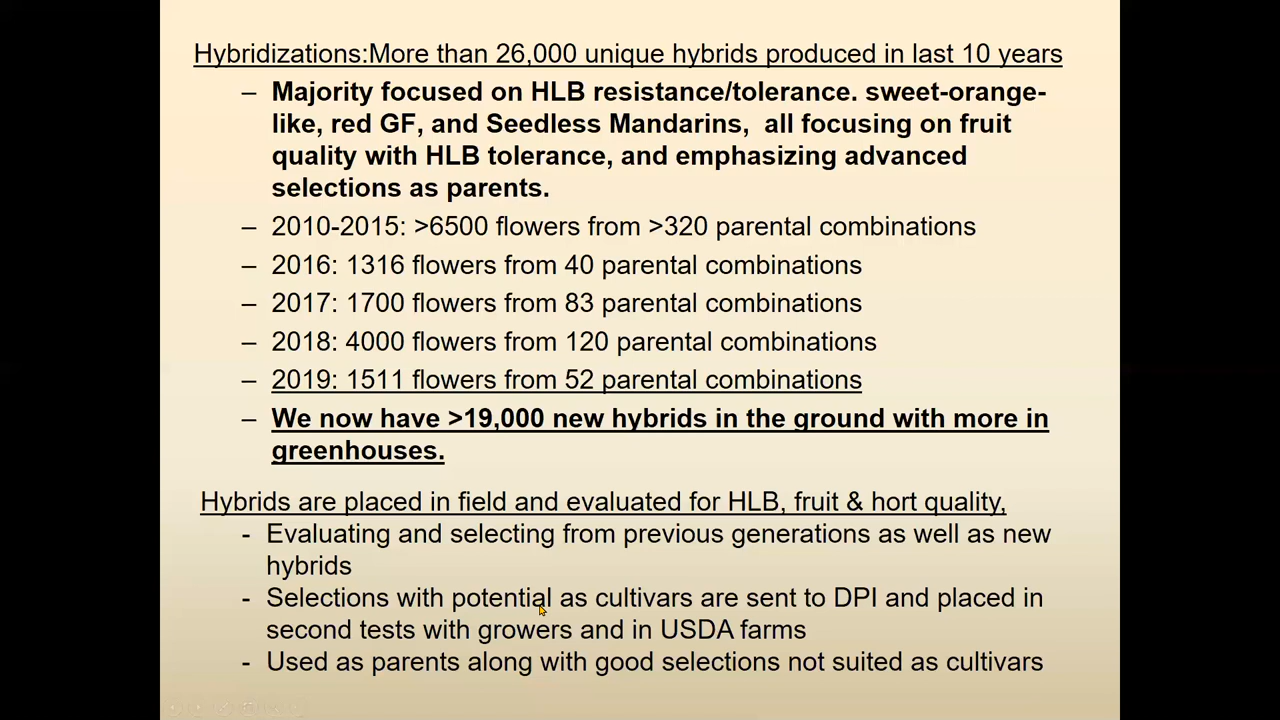 Hybridizations:More than 26,000 unique hybrids produced in last 10 years
– Majority focused on HLB resistance/tolerance. sweet-orange-
like, red GF, and Seedless Mandarins,  all focusing on fruit
quality with HLB tolerance, and emphasizing advanced
selections as parents.
– 2010-2015: >6500 flowers from >320 parental combinations
– 2016: 1316 flowers from 40 parental combinations
– 2017: 1700 flowers from 83 parental combinations
– 2018: 4000 flowers from 120 parental combinations
– 2019: 1511 flowers from 52 parental combinations
– We now have >19,000 new hybrids in the ground with more in
greenhouses.
Hybrids are placed in field and evaluated for HLB, fruit & hort quality,
- Evaluating and selecting from previous generations as well as new
hybrids
- Selections with potential as cultivars are sent to DPI and placed in
second tests with growers and in USDA farms
- Used as parents along with good selections not suited as cultivars